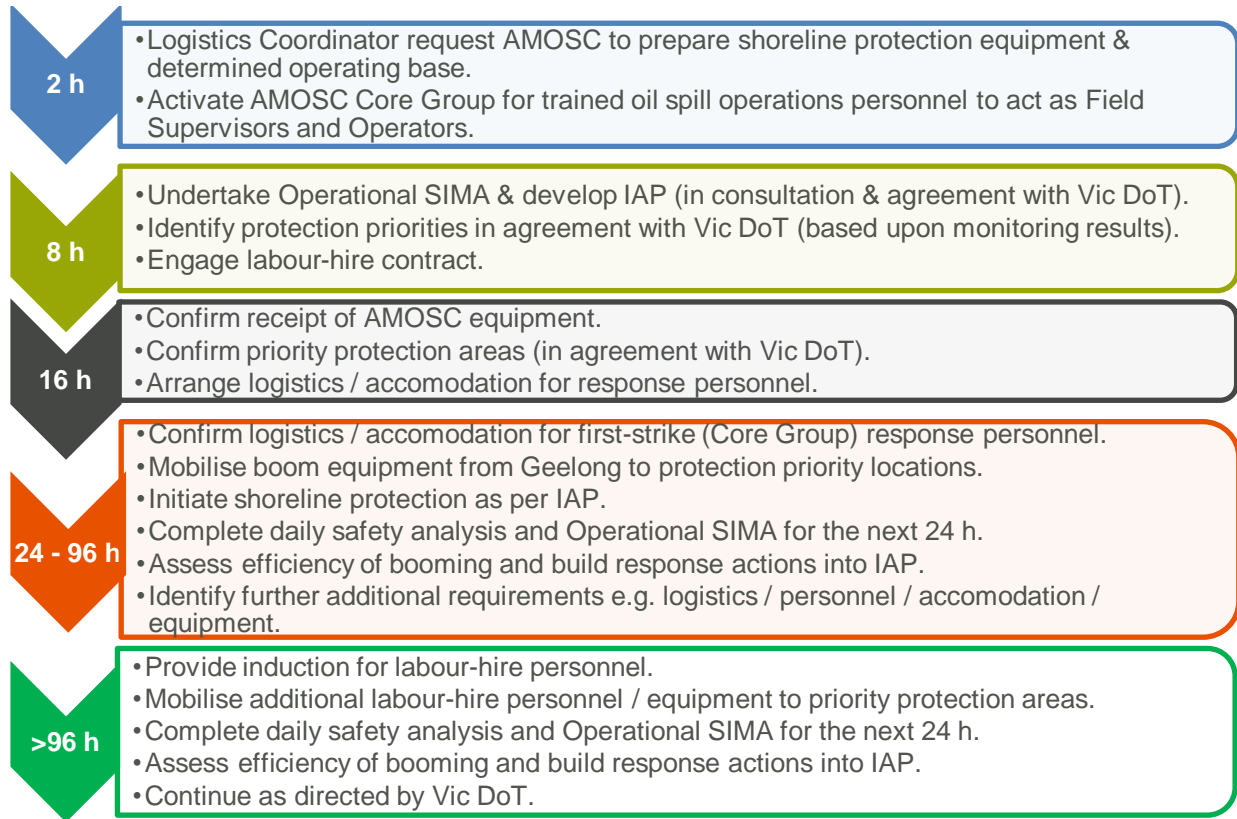 2 h
•Logistics Coordinator request AMOSC to prepare shoreline protection equipment &
determined operating base.
•Activate AMOSC Core Group for trained oil spill operations personnel to act as Field
Supervisors and Operators.
8 h
•Undertake Operational SIMA & develop IAP (in consultation & agreement with Vic DoT).
•Identify protection priorities in agreement with Vic DoT (based upon monitoring results).
•Engage labour-hire contract.
16 h
•Confirm receipt of AMOSC equipment.
•Confirm priority protection areas (in agreement with Vic DoT).
•Arrange logistics / accomodation for response personnel.
24 - 96 h
•Confirm logistics / accomodation for first-strike (Core Group) response personnel.
•Mobilise boom equipment from Geelong to protection priority locations.
•Initiate shoreline protection as per IAP.
•Complete daily safety analysis and Operational SIMA for the next 24 h.
•Assess efficiency of booming and build response actions into IAP.
•Identify further additional requirements e.g. logistics / personnel / accomodation /
equipment.
>96 h
•Provide induction for labour-hire personnel.
•Mobilise additional labour-hire personnel / equipment to priority protection areas.
•Complete daily safety analysis and Operational SIMA for the next 24 h.
•Assess efficiency of booming and build response actions into IAP.
•Continue as directed by Vic DoT.